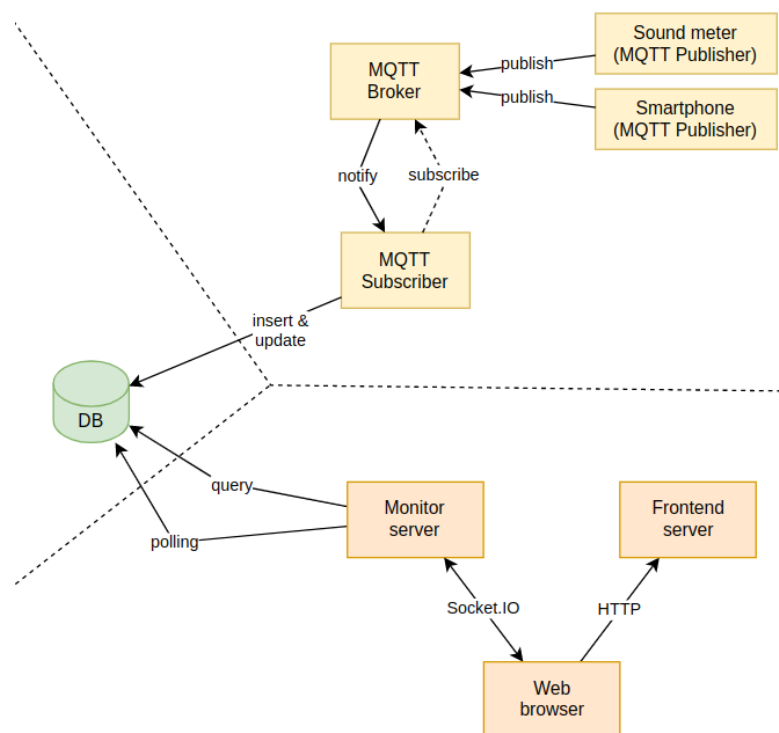 Sound meter
(MQTT Publisher)
MQTT
Broker
publish
publish
Smartphone
(MQTT Publisher)
notify
subscribe
MQTT
Subscriber
insert &
update
DB
query
polling
Monitor
server
Frontend
server
Socket.IO
HTTP
Web
browser